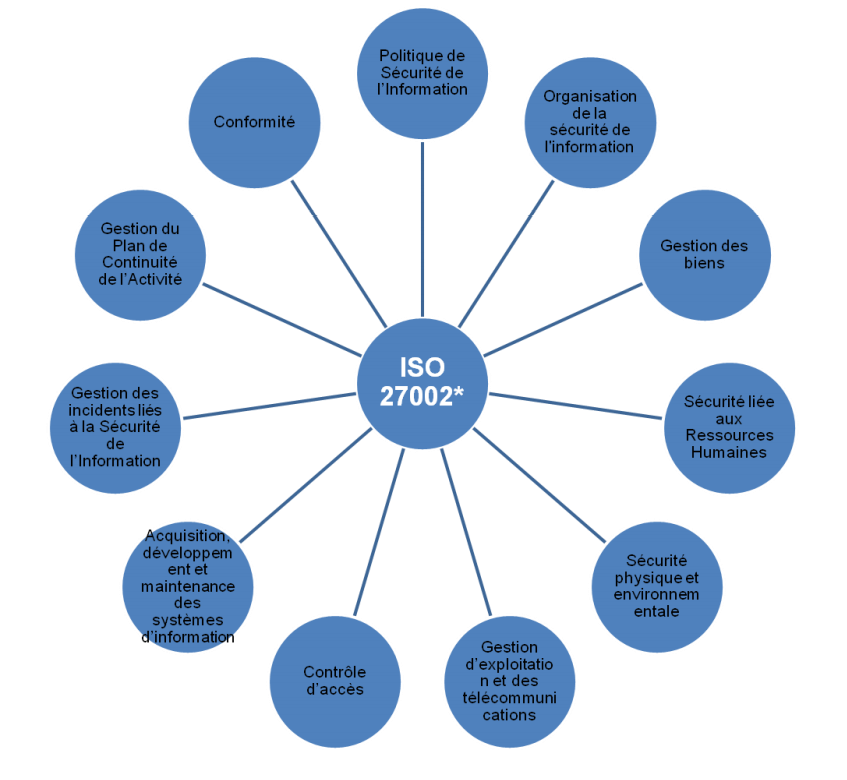 Politique de
Sécurité de
l’Information
Organisation
de la
sécurité de
l'information
Gestion des
biens
Sécurité liée
aux
Ressources
Humaines
Sécurité
physique et
environnem
entale
Gestion
d’exploitatio
n et des
télécommuni
cations
Contrôle
d’accès
Acquisition,
développem
ent et
maintenance
des
systèmes
d’information
Gestion des
incidents liés
à la Sécurité
de
l’Information
Gestion du
Plan de
Continuité
de l’Activité
Conformité
ISO
27002*